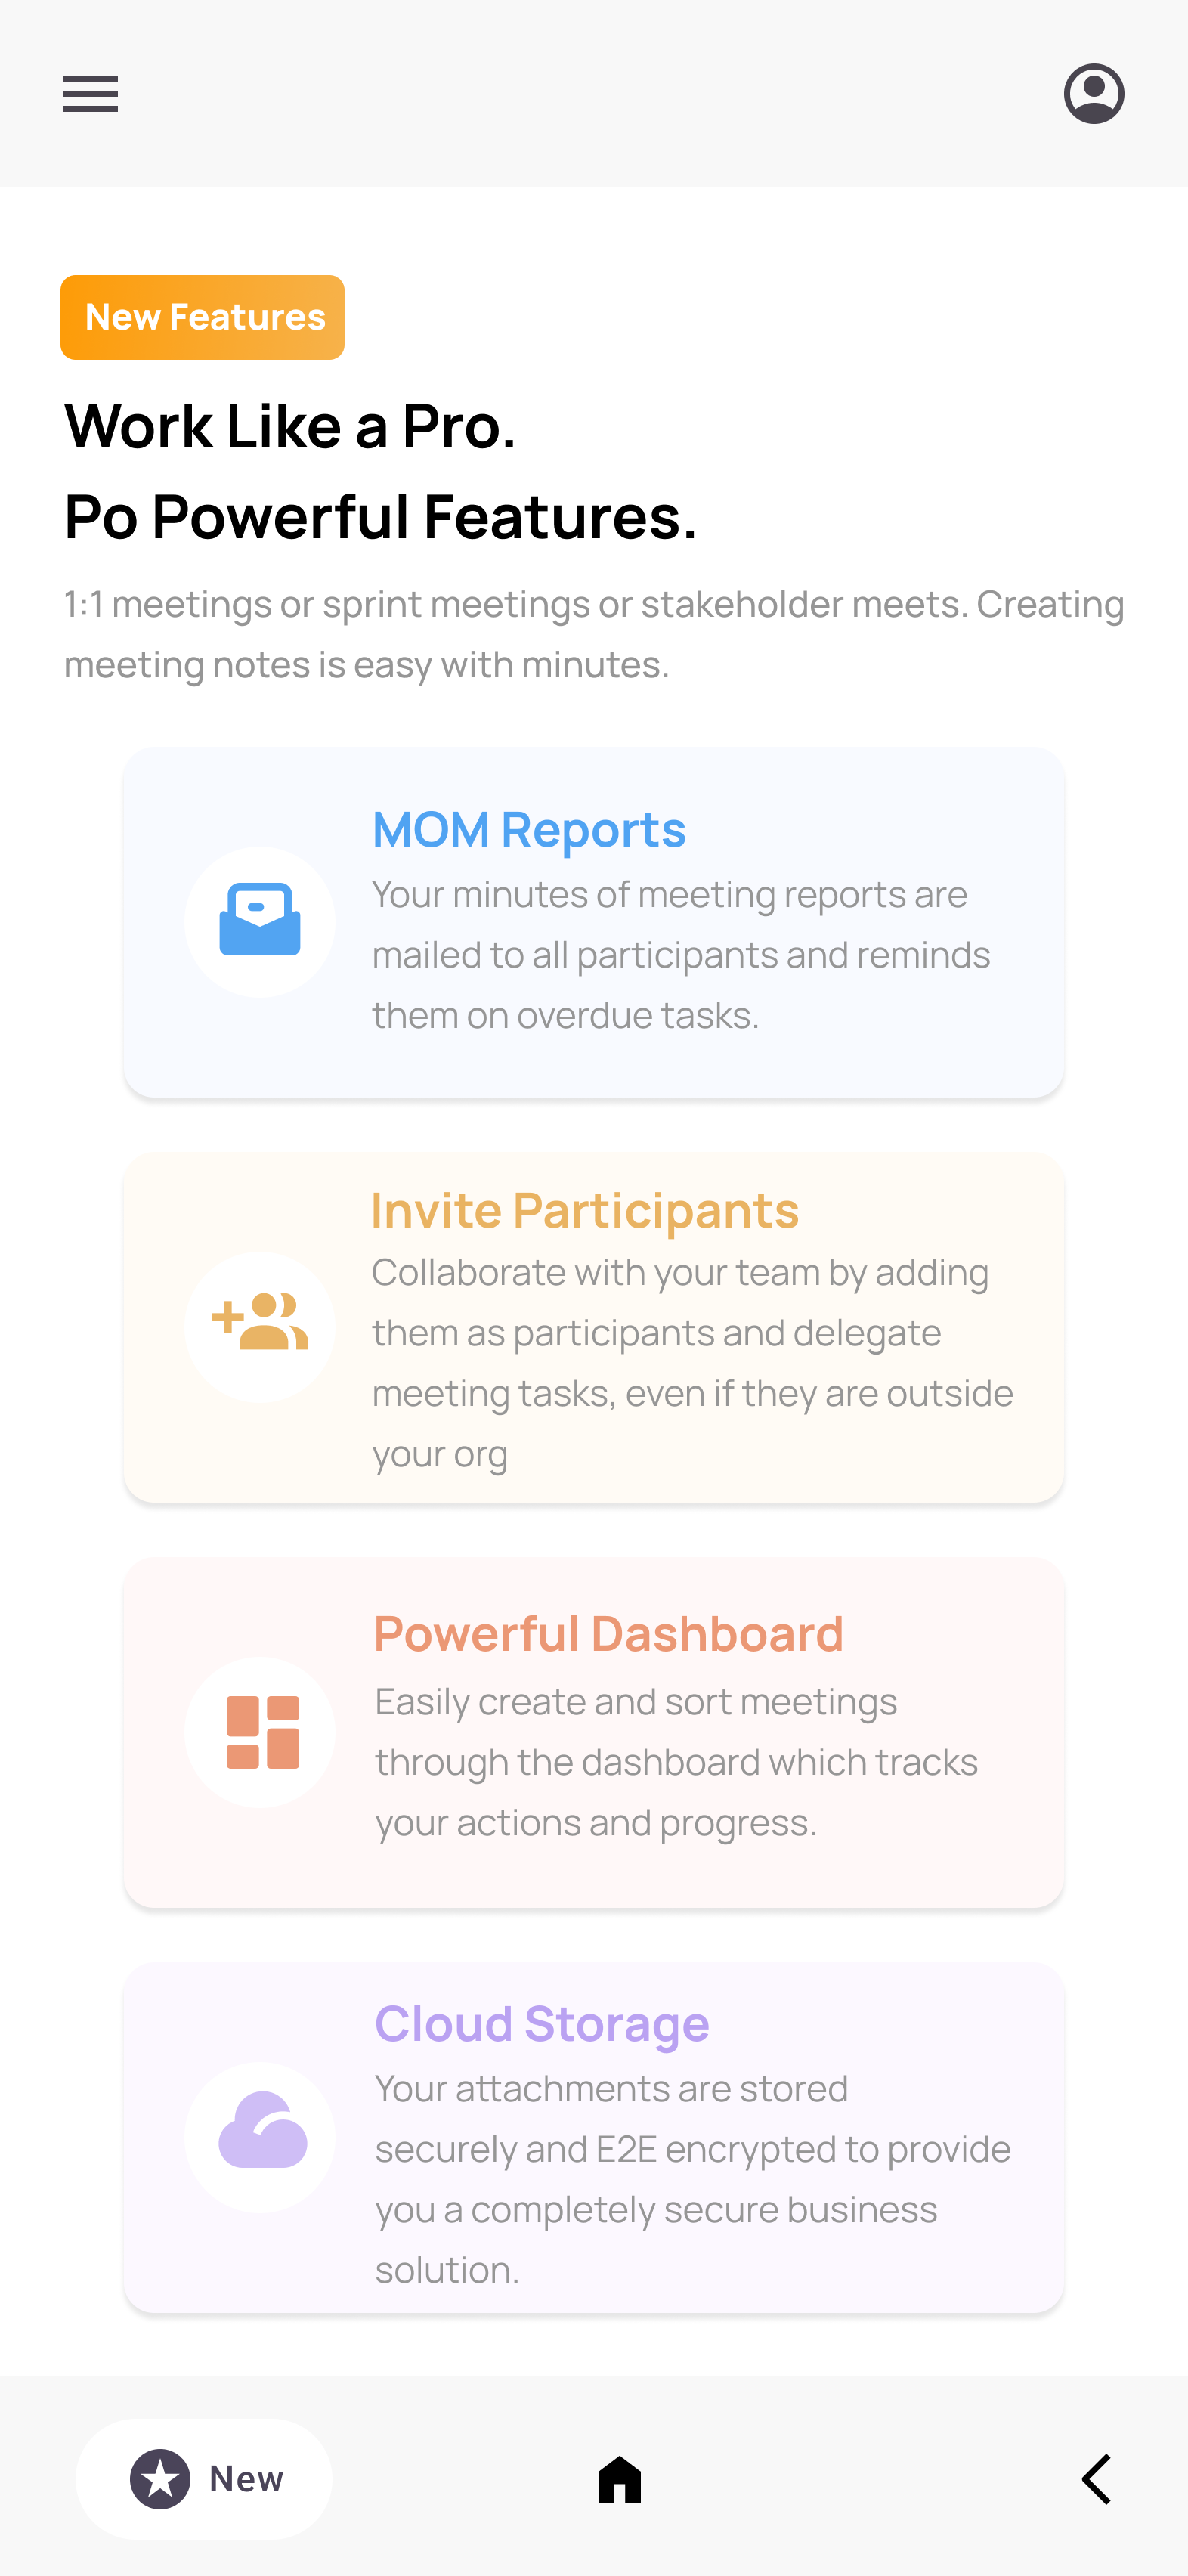 New Features
Work Like a Pro.
Po Powerful Features.
1:1 meetings or sprint meetings or stakeholder meets. Creating
meeting notes is easy with minutes.
MOM Reports
Your minutes of meeting reports are
mailed to all participants and reminds
them on overdue tasks.
Invite Participants
Collaborate with your team by adding
them as participants and delegate
meeting tasks, even if they are outside
your org
Powerful Dashboard
Easily create and sort meetings
through the dashboard which tracks
your actions and progress.
Cloud Storage
Your attachments are stored
securely and E2E encrypted to provide
you a completely secure business
solution.
New